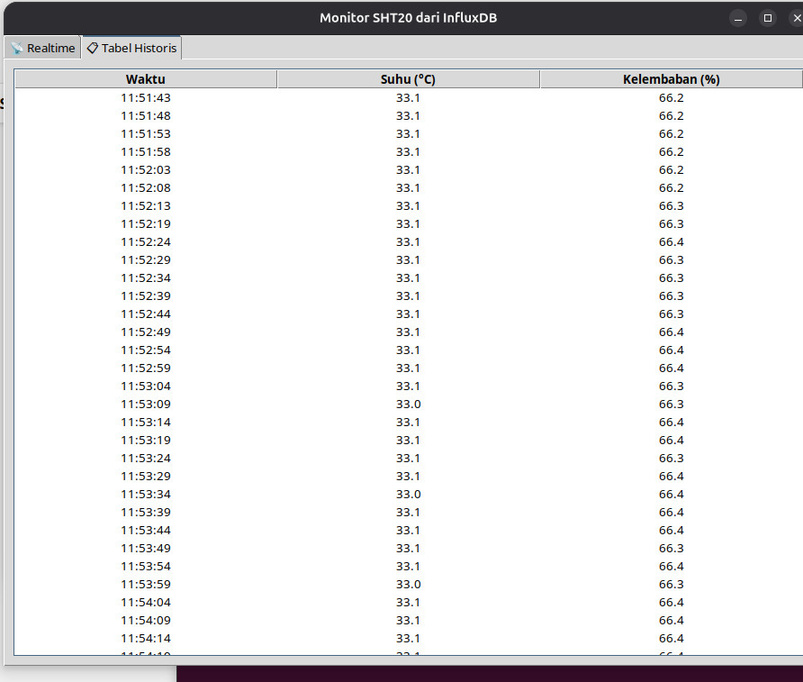 Monitor SHT20 dari InfluxDB
Realtime Tabel Historis
Waktu Suhu (°C) Kelembaban (%)
11:51:43 33.1 66.2
11:51:48 33.1 66.2
11:51:53 33.1 66.2
11:51:58 33.1 66.2
11:52:03 33.1 66.2
11:52:08 33.1 66.2
11:52:13 33.1 66.3
11:52:19 33.1 66.3
11:52:24 33.1 66.4
11:52:29 33.1 66.3
11:52:34 33.1 66.3
11:52:39 33.1 66.3
11:52:44 33.1 66.3
11:52:49 33.1 66.4
11:52:54 33.1 66.4
11:52:59 33.1 66.4
11:53:04 33.1 66.3
11:53:09 33.0 66.3
11:53:14 33.1 66.4
11:53:19 33.1 66.4
11:53:24 33.1 66.3
11:53:29 33.1 66.4
11:53:34 33.0 66.4
11:53:39 33.1 66.4
11:53:44 33.1 66.4
11:53:49 33.1 66.3
11:53:54 33.1 66.4
11:53:59 33.0 66.3
11:54:04 33.1 66.4
11:54:09 33.1 66.4
11:54:14 33.1 66.4